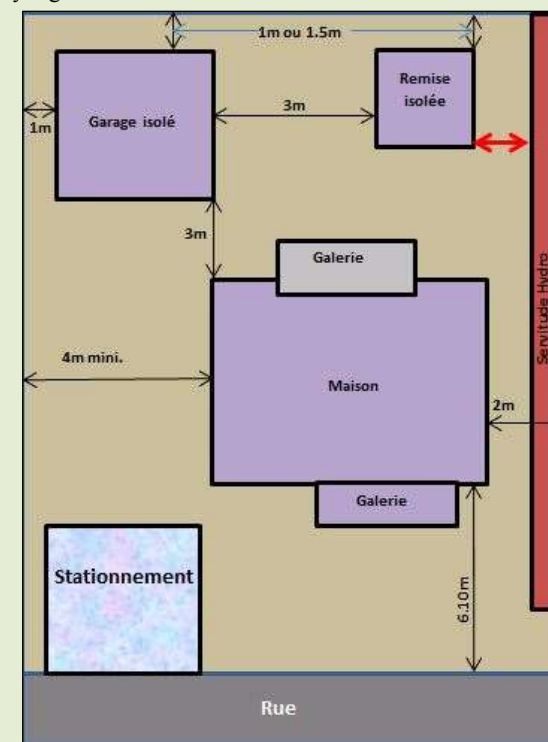 1m ou 1.5m
Remise
isolée
Garage isolé
3m
1m
3m
Galerie
Servitude Hydro
4m mini.
Maison
2m
Galerie
Stationnement
6.10m
Rue